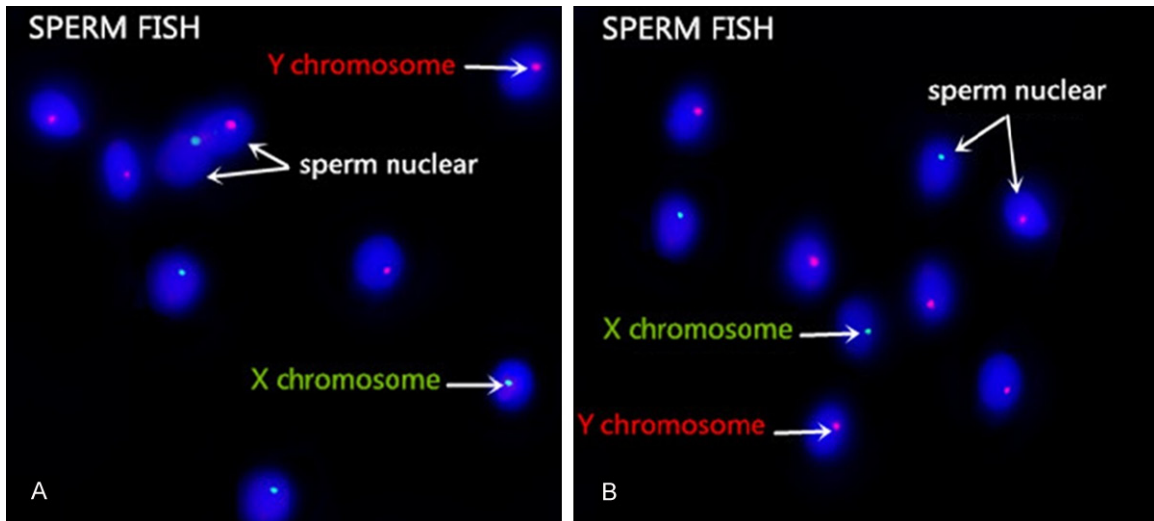 SPERM FISH
Y chromosome
sperm nuclear
X chromosome
A
SPERM FISH
sperm nuclear
X chromosome
Y chromosome
B